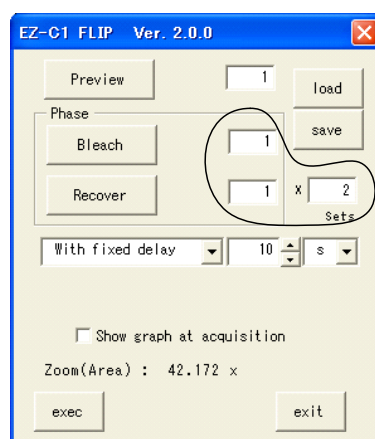 EZ-C1 FLIP Ver. 2.0.0
Preview 1 load
Phase
save
Bleach 1
Recover 1 x 2
Sets
With fixed delay 10 s
Show graph at acquisition
Zoom(Area) : 42.172 x
exec exit